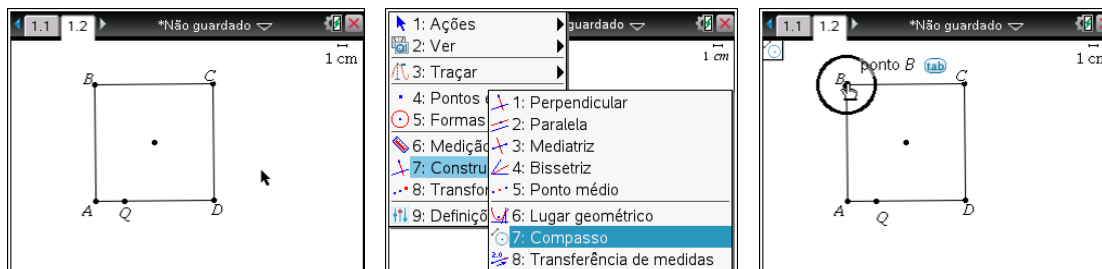 1.1 1.2 *Não guardado
1 cm
B C
A Q D
1: Ações
2: Ver
3: Traçar
4: Pontos e
5: Formas
6: Medição
7: Constru
8: Transfor
9: Definiçõ
guardado
1 cm
1: Perpendicular
2: Paralela
3: Mediatriz
4: Bissetriz
5: Ponto médio
6: Lugar geométrico
7: Compasso
8: Transferência de medidas
1.1 1.2 *Não guardado
1 cm
ponto B tab
B C
A Q D